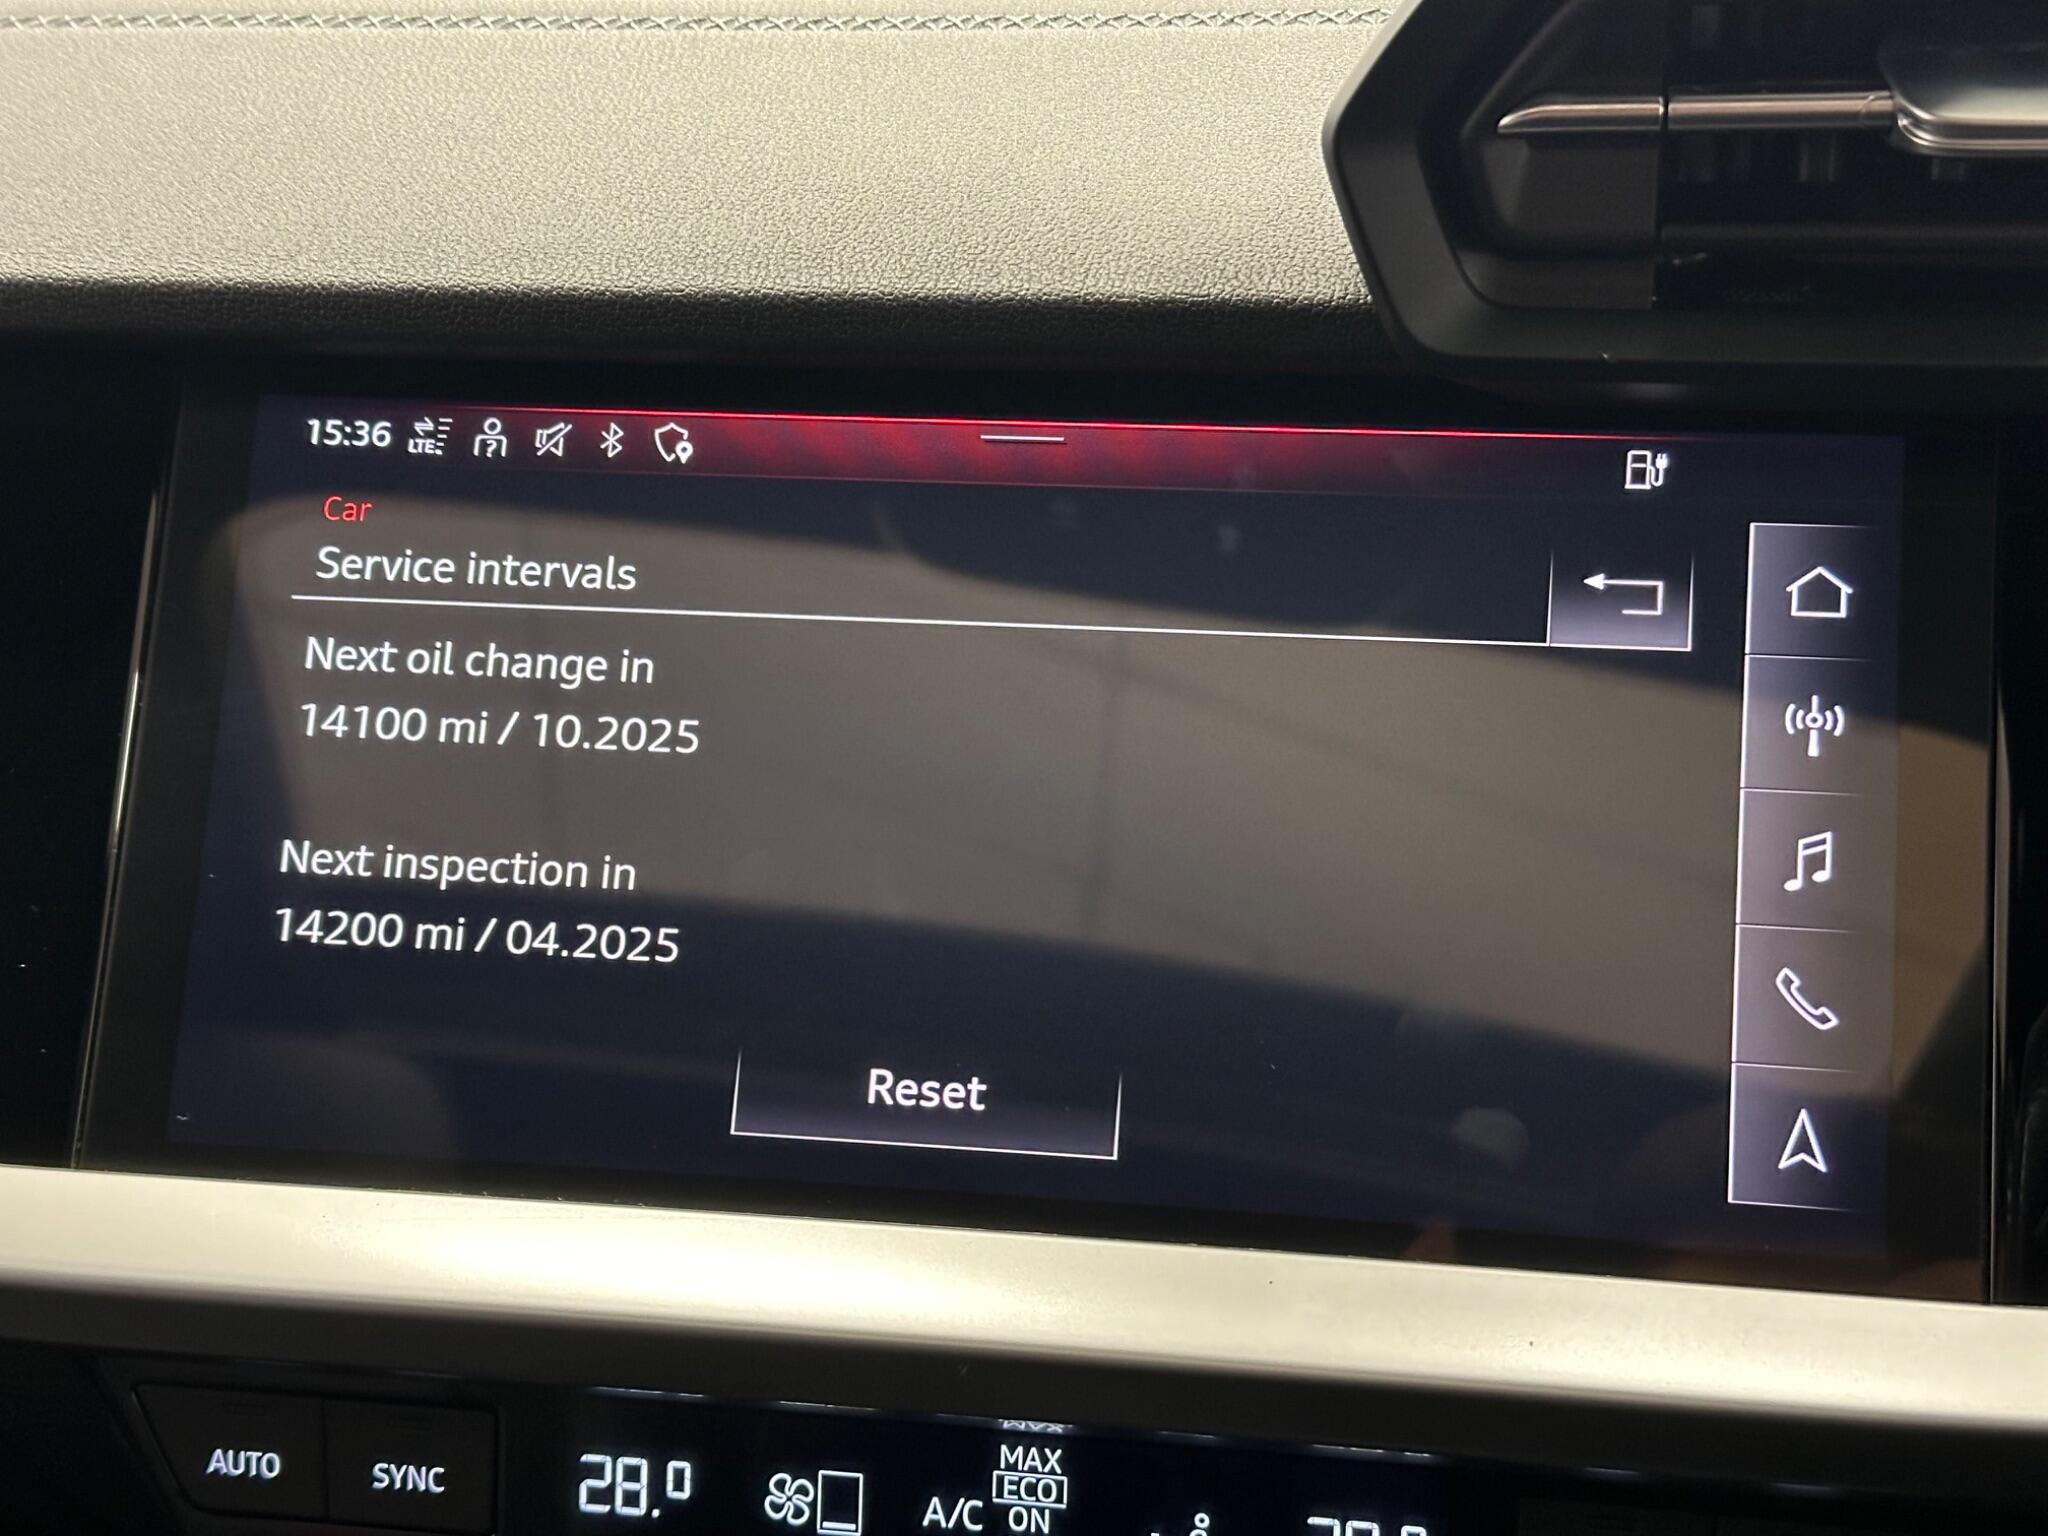 15:36 LTE
Car
Service intervals
Next oil change in
14100 mi / 10.2025
Next inspection in
14200 mi / 04.2025
Reset
AUTO
SYNC
28.0
A/C
MAX
ECO
ON